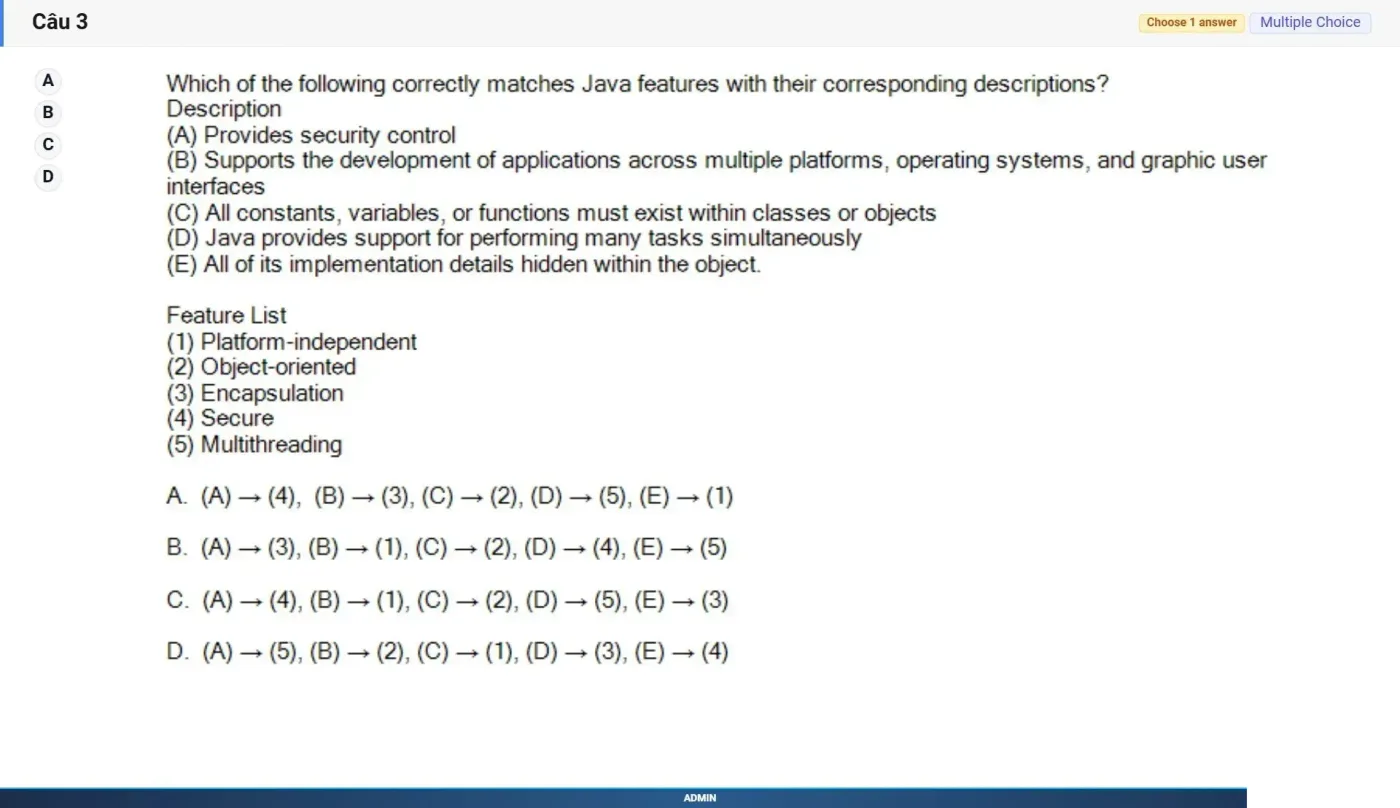 Câu 3
Choose 1 answer
Multiple Choice
A
B
C
D
Which of the following correctly matches Java features with their corresponding descriptions?
Description
(A) Provides security control
(B) Supports the development of applications across multiple platforms, operating systems, and graphic user
interfaces
(C) All constants, variables, or functions must exist within classes or objects
(D) Java provides support for performing many tasks simultaneously
(E) All of its implementation details hidden within the object.
Feature List
(1) Platform-independent
(2) Object-oriented
(3) Encapsulation
(4) Secure
(5) Multithreading
A. (A) → (4), (B) → (3), (C) → (2), (D) → (5), (E) → (1)
B. (A) → (3), (B) → (1), (C) → (2), (D) → (4), (E) → (5)
C. (A) → (4), (B) → (1), (C) → (2), (D) → (5), (E) → (3)
D. (A) → (5), (B) → (2), (C) → (1), (D) → (3), (E) → (4)
ADMIN